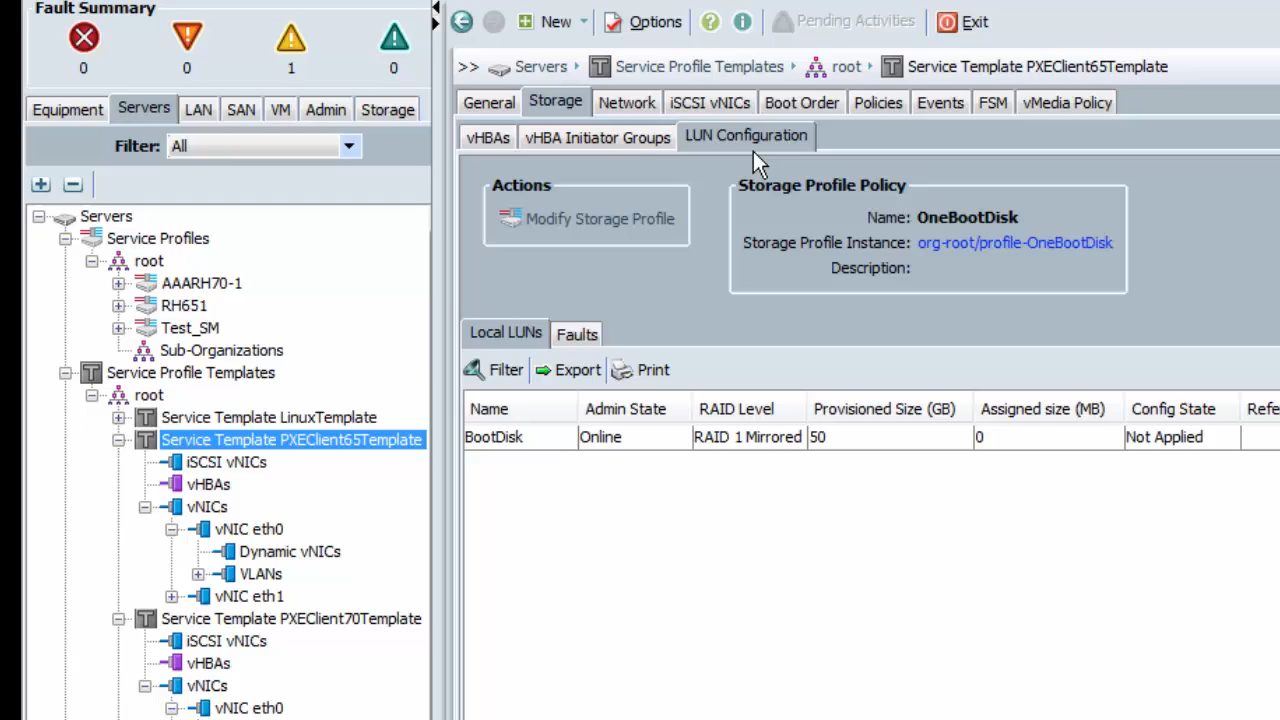 Fault Summary
0 0 1 0
Equipment Servers LAN SAN VM Admin Storage
Filter: All
Servers
Service Profiles
root
AAARH70-1
RH651
Test_SM
Sub-Organizations
Service Profile Templates
root
Service Template LinuxTemplate
Service Template PXEClient65Template
iSCSI vNICs
vHBAs
vNICs
vNIC eth0
Dynamic vNICs
VLANs
vNIC eth1
Service Template PXEClient70Template
iSCSI vNICs
vHBAs
vNICs
vNIC eth0
New Options ? i Pending Activities Exit
>> Servers Service Profile Templates root Service Template PXEClient65Template
General Storage Network iSCSI vNICs Boot Order Policies Events FSM vMedia Policy
vHBAs vHBA Initiator Groups LUN Configuration
Actions
Modify Storage Profile
Storage Profile Policy
Name: OneBootDisk
Storage Profile Instance: org-root/profile-OneBootDisk
Description:
Local LUNs Faults
Filter Export Print
Name Admin State RAID Level Provisioned Size (GB) Assigned size (MB) Config State Refe
BootDisk Online RAID 1 Mirrored 50 0 Not Applied